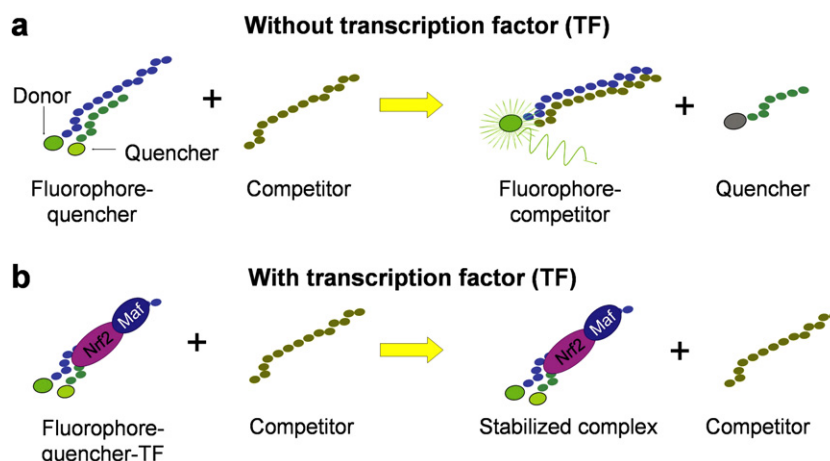 a
Without transcription factor (TF)
Donor
+
+
Quencher
Fluorophore-
quencher
Competitor
Fluorophore-
competitor
Quencher
b
With transcription factor (TF)
Nrf2
Maf
+
Nrf2
Maf
+
Fluorophore-
quencher-TF
Competitor
Stabilized complex
Competitor